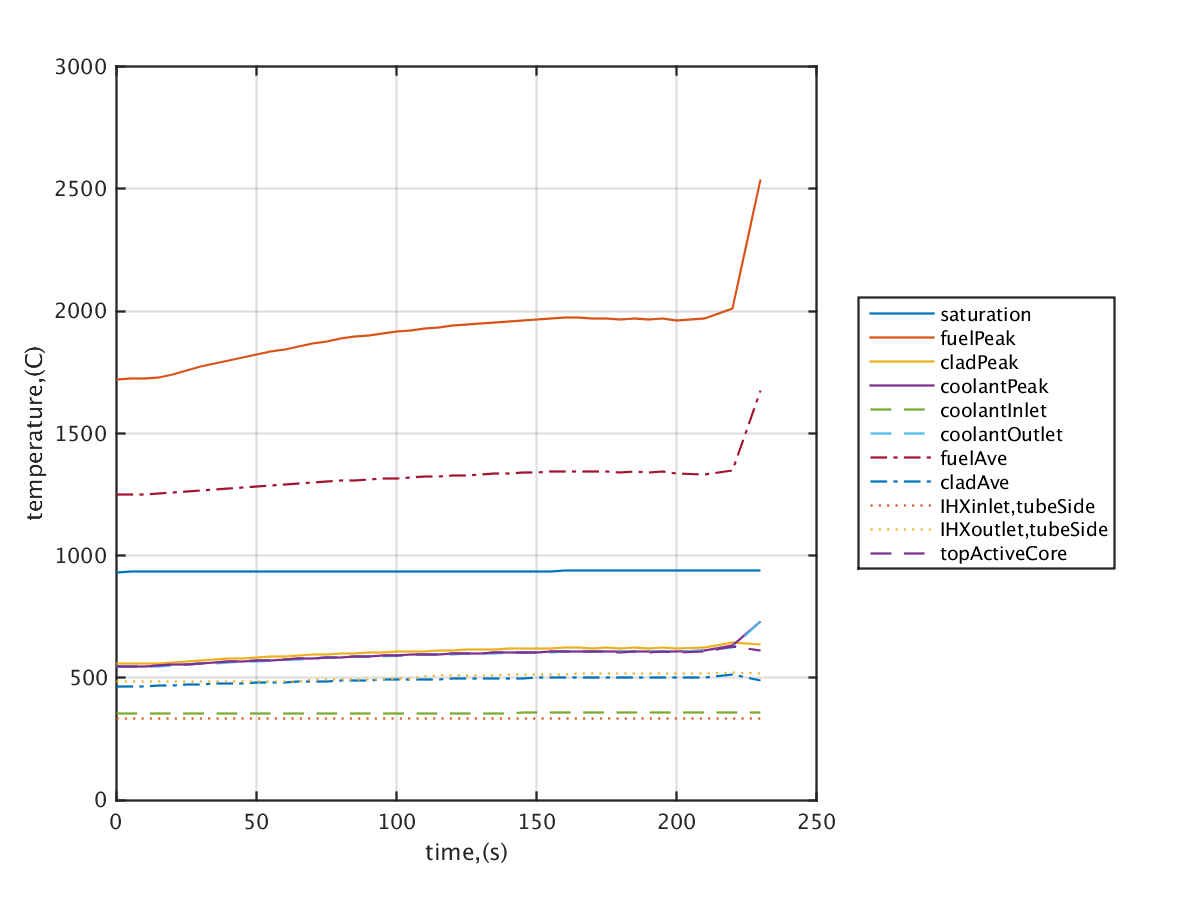 3000
2500
2000
1500
1000
500
0
temperature,(C)
0 50 100 150 200 250
time,(s)
saturation
fuelPeak
cladPeak
coolantPeak
coolantInlet
coolantOutlet
fuelAve
cladAve
IHXinlet,tubeSide
IHXoutlet,tubeSide
topActiveCore